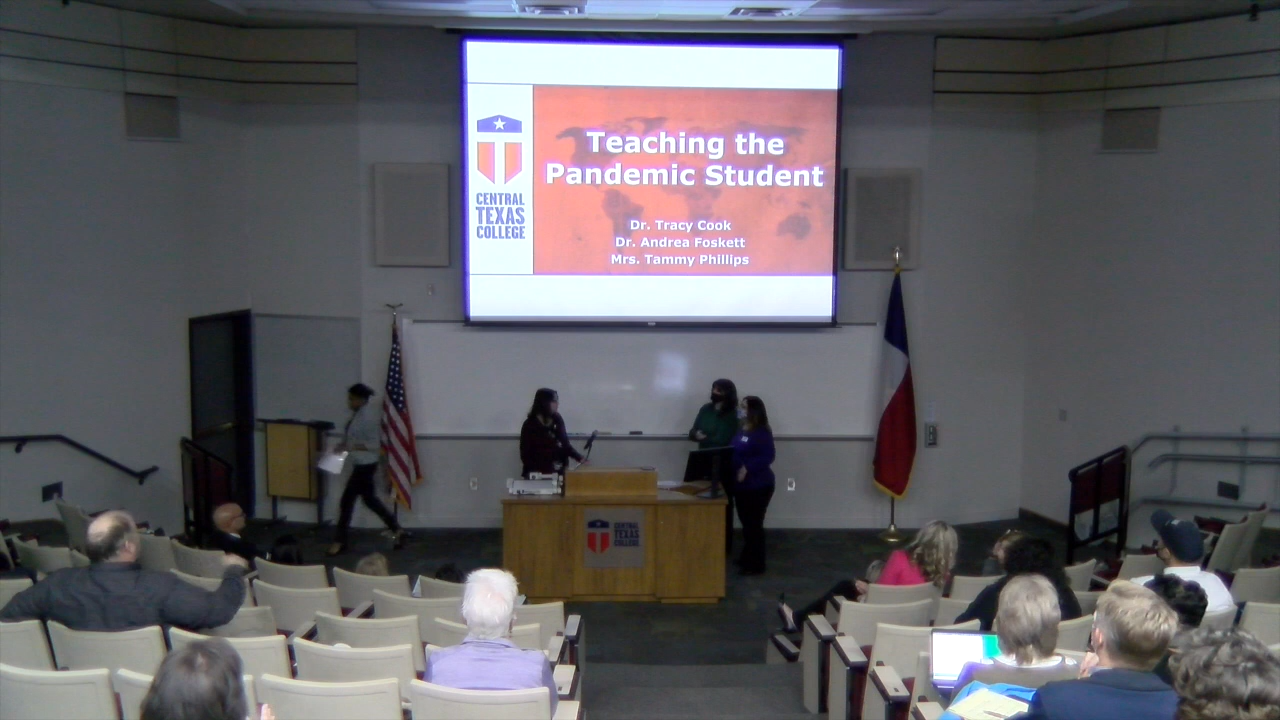 Teaching the
Pandemic Student
CENTRAL
TEXAS
COLLEGE
Dr. Tracy Cook
Dr. Andrea Foskett
Mrs. Tammy Phillips
CENTRAL
TEXAS
COLLEGE